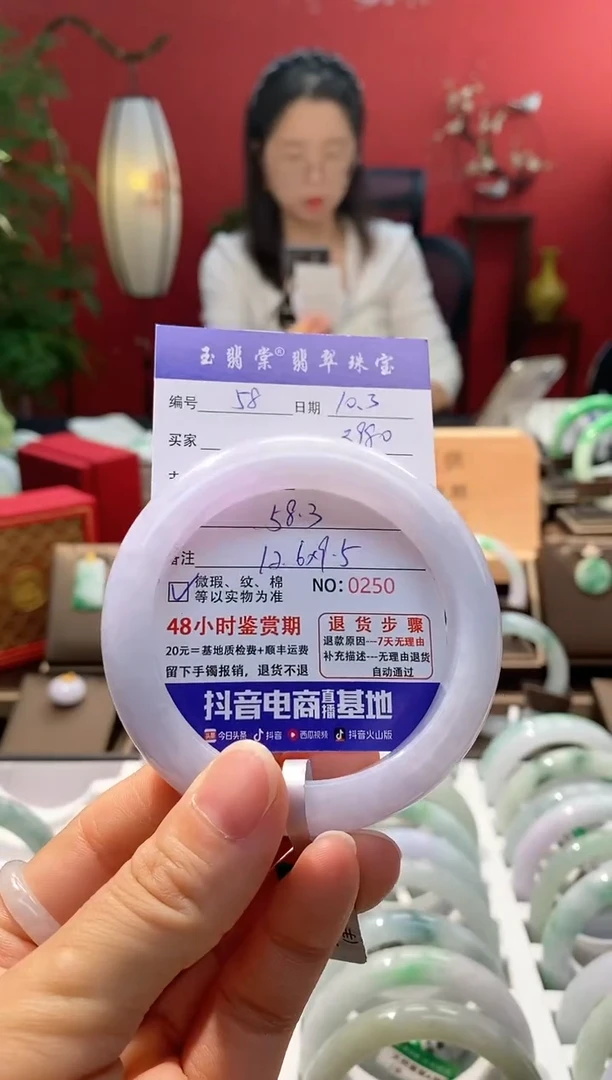 玉翡棠® 翡翠珠宝
编号 58 日期 10.3
买家 2980
58.3
备注 12.6x9.5
微瑕、纹、棉
等以实物为准
NO:0250
48小时鉴赏期
20元=基地质检费+顺丰运费
留下手镯报销，退货不退
退货步骤
退款原因---7天无理由
补充描述---无理由退货
自动通过
抖音电商直播基地
头条 今日头条 抖音 西瓜视频 抖音火山版